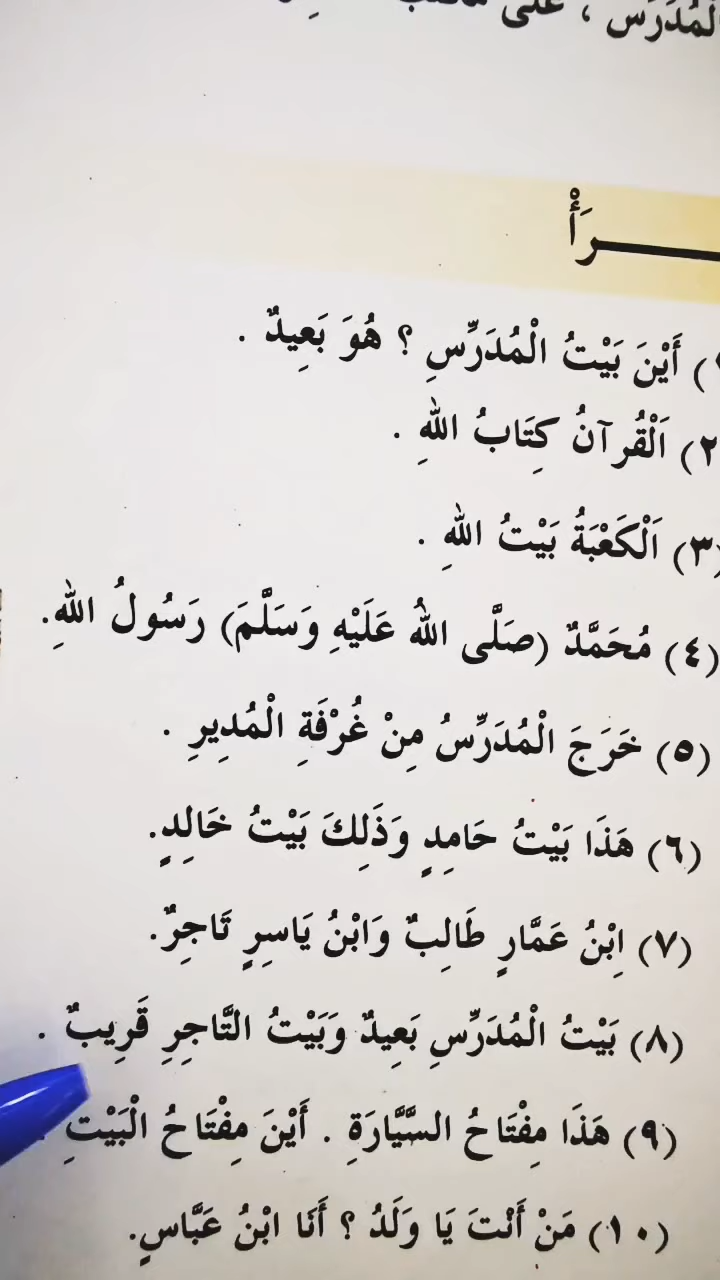 الْمُدَرِّسِ ، عَلَى
ـرَأْ
(١) أَيْنَ بَيْتُ الْمُدَرِّسِ ؟ هُوَ بَعِيدٌ .
(٢) اَلْقُرآنُ كِتَابُ اللهِ .
(٣) اَلْكَعْبَةُ بَيْتُ اللهِ .
(٤) مُحَمَّدٌ (صَلَّى اللهُ عَلَيْهِ وَسَلَّمَ) رَسُولُ اللهِ.
(٥) خَرَجَ الْمُدَرِّسُ مِنْ غُرْفَةِ الْمُدِيرِ .
(٦) هَذَا بَيْتُ حَامِدٍ وَذَلِكَ بَيْتُ خَالِدٍ.
(٧) اِبْنُ عَمَّارٍ طَالِبٌ وَابْنُ يَاسِرٍ تَاجِرٌ.
(٨) بَيْتُ الْمُدَرِّسِ بَعِيدٌ وَبَيْتُ التَّاجِرِ قَرِيبٌ .
(٩) هَذَا مِفْتَاحُ السَّيَّارَةِ . أَيْنَ مِفْتَاحُ الْبَيْتِ
(١٠) مَنْ أَنْتَ يَا وَلَدُ ؟ أَنَا ابْنُ عَبَّاسٍ.